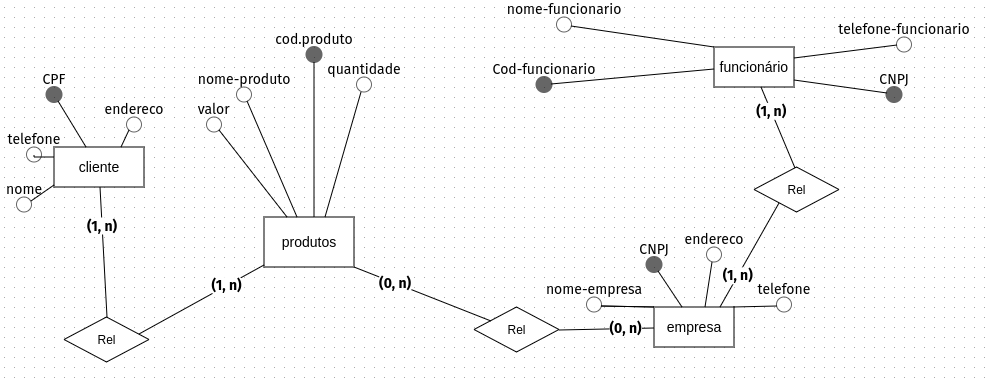 nome-funcionario
telefone-funcionario
cod.produto
quantidade
Cod-funcionario
funcionário
CPF
nome-produto
CNPJ
endereco
valor
(1, n)
telefone
cliente
nome
Rel
(1, n)
produtos
endereco
CNPJ
(1, n)
(1, n)
(0, n)
nome-empresa
telefone
Rel
Rel
(0, n)
empresa